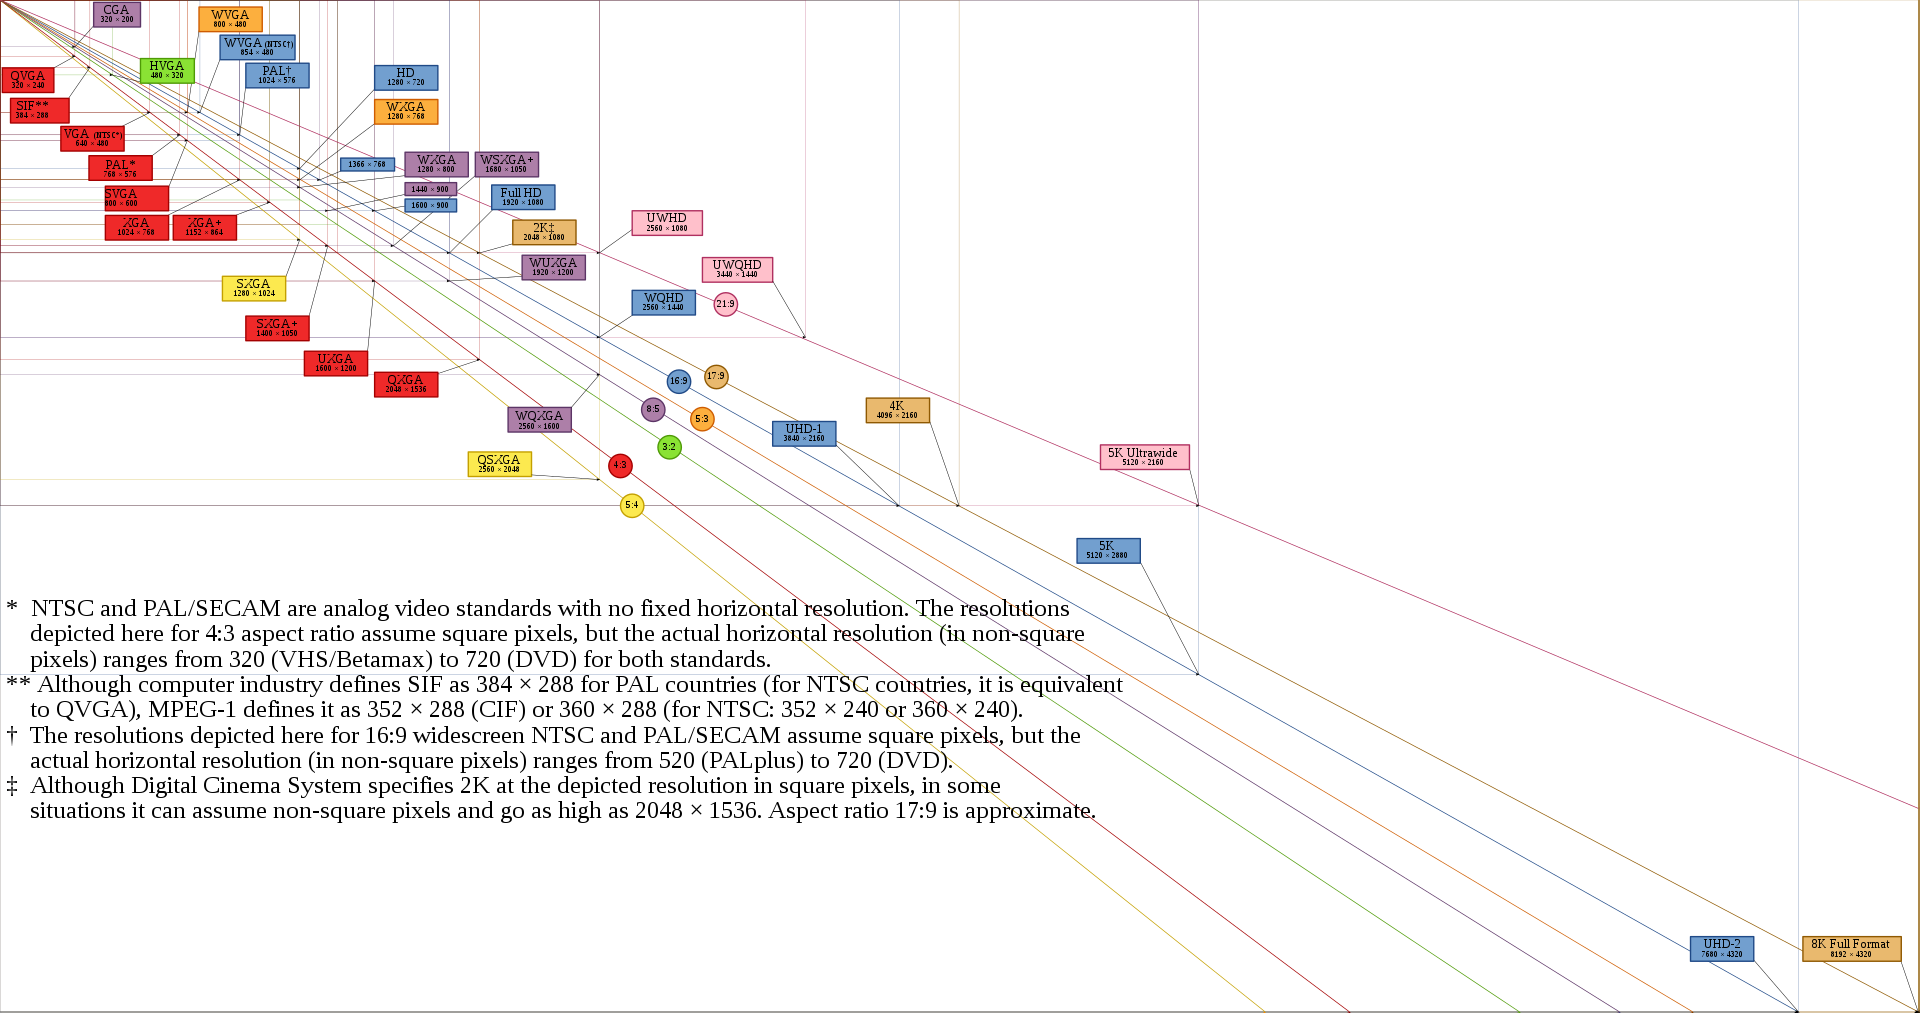 CGA
320 × 200
WVGA
800 × 480
WVGA (NTSC†)
854 × 480
HVGA
480 × 320
PAL†
1024 × 576
QVGA
320 × 240
HD
1280 × 720
SIF**
384 × 288
WXGA
1280 × 768
VGA (NTSC*)
640 × 480
PAL*
768 × 576
1366 × 768
WXGA
1280 × 800
WSXGA+
1680 × 1050
SVGA
800 × 600
1440 × 900
Full HD
1920 × 1080
1600 × 900
XGA
1024 × 768
XGA+
1152 × 864
2K‡
2048 × 1080
UWHD
2560 × 1080
WUXGA
1920 × 1200
UWQHD
3440 × 1440
SXGA
1280 × 1024
WQHD
2560 × 1440
21:9
SXGA+
1400 × 1050
UXGA
1600 × 1200
QXGA
2048 × 1536
16:9
17:9
8:5
5:3
WQXGA
2560 × 1600
4K
4096 × 2160
UHD-1
3840 × 2160
3:2
QSXGA
2560 × 2048
4:3
5K Ultrawide
5120 × 2160
5:4
5K
5120 × 2880
* NTSC and PAL/SECAM are analog video standards with no fixed horizontal resolution. The resolutions
depicted here for 4:3 aspect ratio assume square pixels, but the actual horizontal resolution (in non-square
pixels) ranges from 320 (VHS/Betamax) to 720 (DVD) for both standards.
** Although computer industry defines SIF as 384 × 288 for PAL countries (for NTSC countries, it is equivalent
to QVGA), MPEG-1 defines it as 352 × 288 (CIF) or 360 × 288 (for NTSC: 352 × 240 or 360 × 240).
† The resolutions depicted here for 16:9 widescreen NTSC and PAL/SECAM assume square pixels, but the
actual horizontal resolution (in non-square pixels) ranges from 520 (PALplus) to 720 (DVD).
‡ Although Digital Cinema System specifies 2K at the depicted resolution in square pixels, in some
situations it can assume non-square pixels and go as high as 2048 × 1536. Aspect ratio 17:9 is approximate.
UHD-2
7680 × 4320
8K Full Format
8192 × 4320